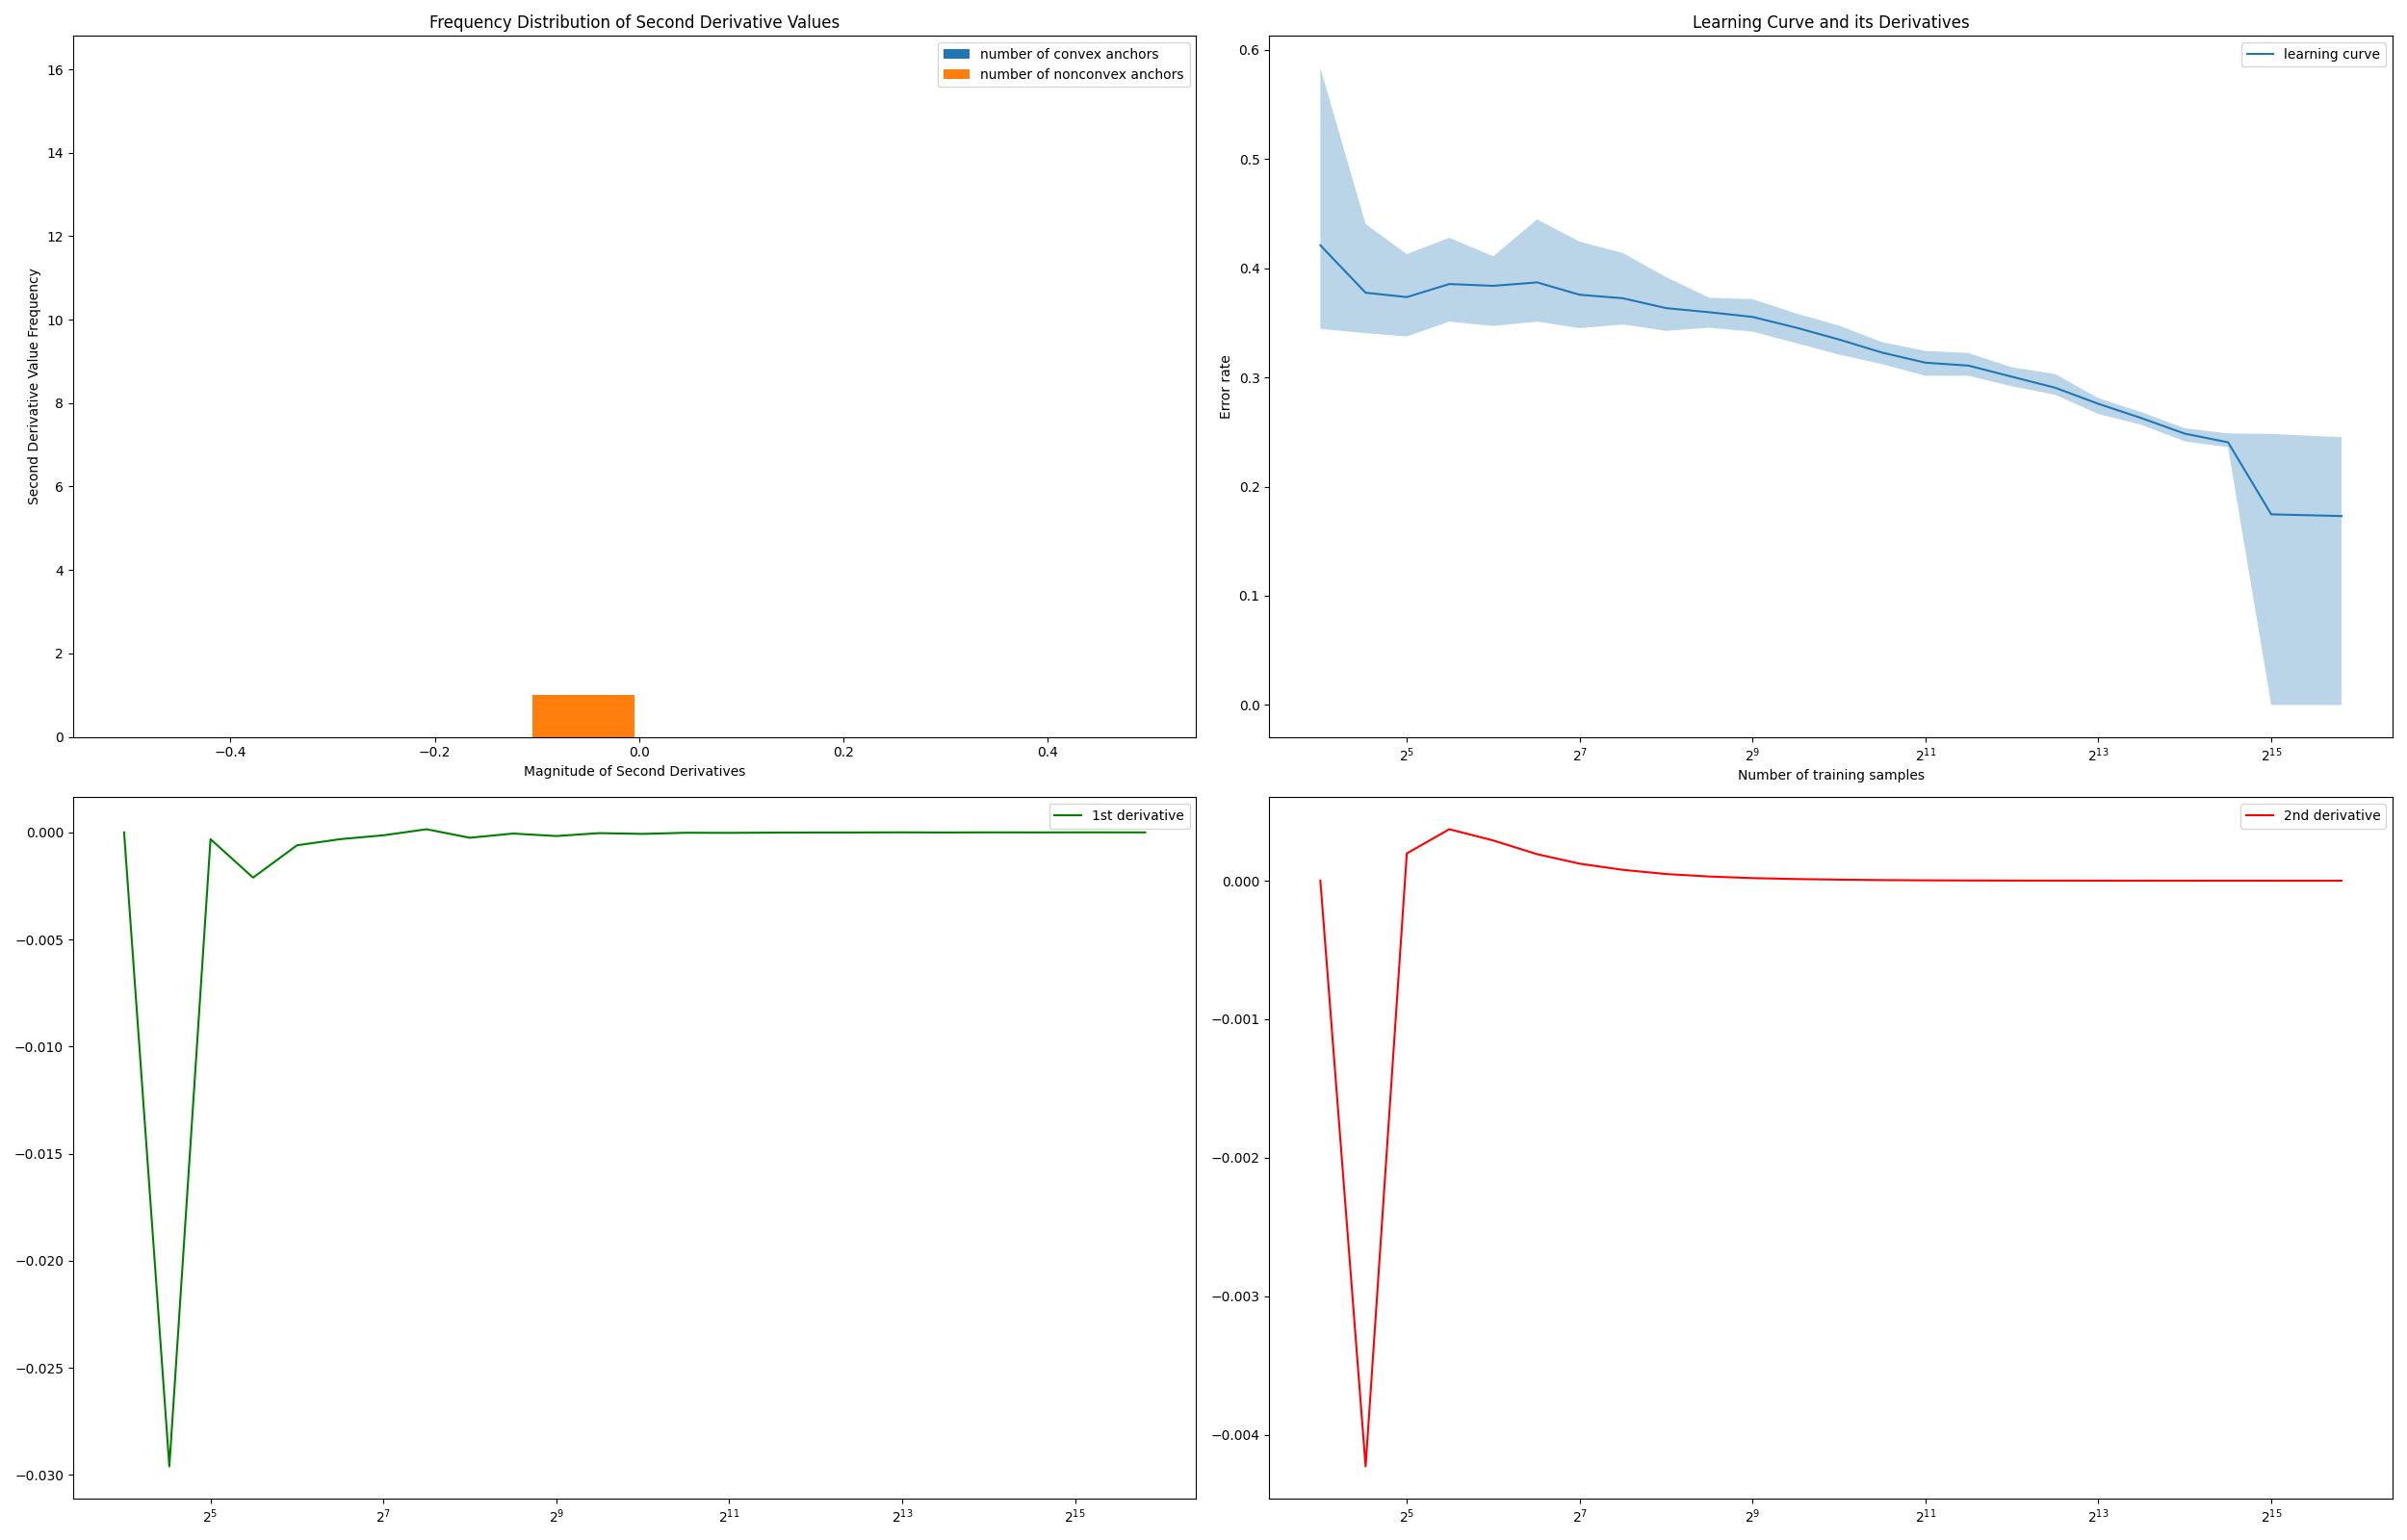 Frequency Distribution of Second Derivative Values
number of convex anchors
number of nonconvex anchors
16
14
12
10
8
6
4
2
0
Second Derivative Value Frequency
−0.4 −0.2 0.0 0.2 0.4
Magnitude of Second Derivatives
Learning Curve and its Derivatives
learning curve
0.6
0.5
0.4
0.3
0.2
0.1
0.0
Error rate
2^5 2^7 2^9 2^11 2^13 2^15
Number of training samples
1st derivative
0.000
−0.005
−0.010
−0.015
−0.020
−0.025
−0.030
2^5 2^7 2^9 2^11 2^13 2^15
2nd derivative
0.000
−0.001
−0.002
−0.003
−0.004
2^5 2^7 2^9 2^11 2^13 2^15